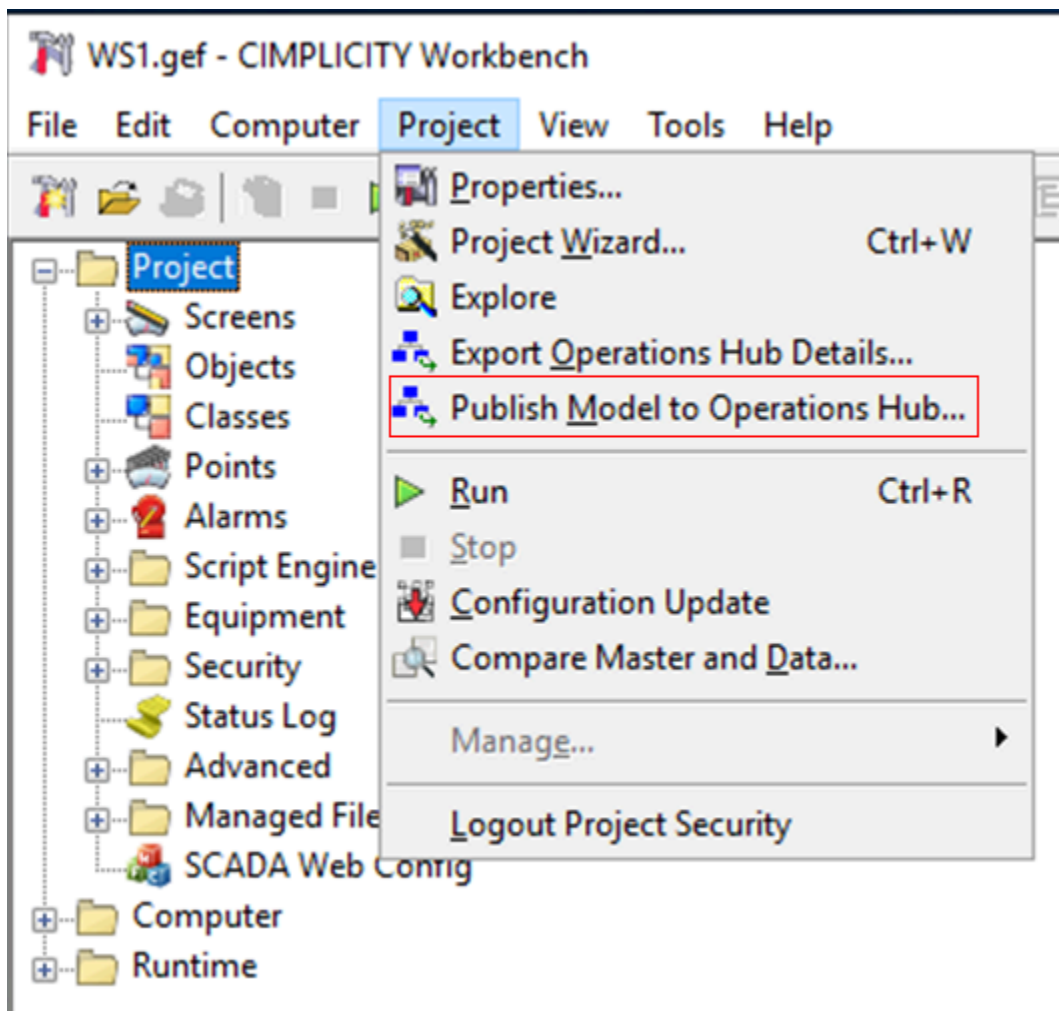 WS1.gef - CIMPLICITY Workbench
File Edit Computer Project View Tools Help
Properties...
Project Wizard... Ctrl+W
Explore
Export Operations Hub Details...
Publish Model to Operations Hub...
Run Ctrl+R
Stop
Configuration Update
Compare Master and Data...
Manage...
Logout Project Security
Project
Screens
Objects
Classes
Points
Alarms
Script Engine
Equipment
Security
Status Log
Advanced
Managed File
SCADA Web Config
Computer
Runtime